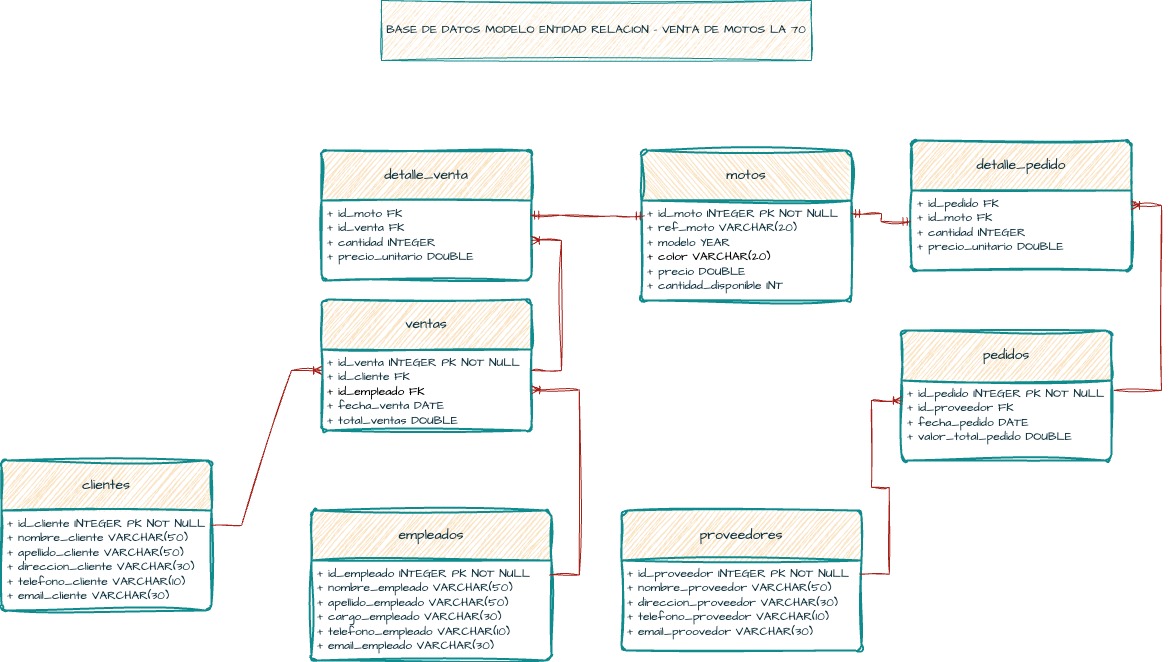 BASE DE DATOS MODELO ENTIDAD RELACION - VENTA DE MOTOS LA 70
detalle_venta
+ id_moto FK
+ id_venta FK
+ cantidad INTEGER
+ precio_unitario DOUBLE
motos
+ id_moto INTEGER PK NOT NULL
+ ref_moto VARCHAR(20)
+ modelo YEAR
+ color VARCHAR(20)
+ precio DOUBLE
+ cantidad_disponible INT
detalle_pedido
+ id_pedido FK
+ id_moto FK
+ cantidad INTEGER
+ precio_unitario DOUBLE
ventas
+ id_venta INTEGER PK NOT NULL
+ id_cliente FK
+ id_empleado FK
+ fecha_venta DATE
+ total_ventas DOUBLE
pedidos
+ id_pedido INTEGER PK NOT NULL
+ id_proveedor FK
+ fecha_pedido DATE
+ valor_total_pedido DOUBLE
clientes
+ id_cliente INTEGER PK NOT NULL
+ nombre_cliente VARCHAR(50)
+ apellido_cliente VARCHAR(50)
+ direccion_cliente VARCHAR(30)
+ telefono_cliente VARCHAR(10)
+ email_cliente VARCHAR(30)
empleados
+ id_empleado INTEGER PK NOT NULL
+ nombre_empleado VARCHAR(50)
+ apellido_empleado VARCHAR(50)
+ cargo_empleado VARCHAR(30)
+ telefono_empleado VARCHAR(10)
+ email_empleado VARCHAR(30)
proveedores
+ id_proveedor INTEGER PK NOT NULL
+ nombre_proveedor VARCHAR(50)
+ direccion_proveedor VARCHAR(30)
+ telefono_proveedor VARCHAR(10)
+ email_proovedor VARCHAR(30)